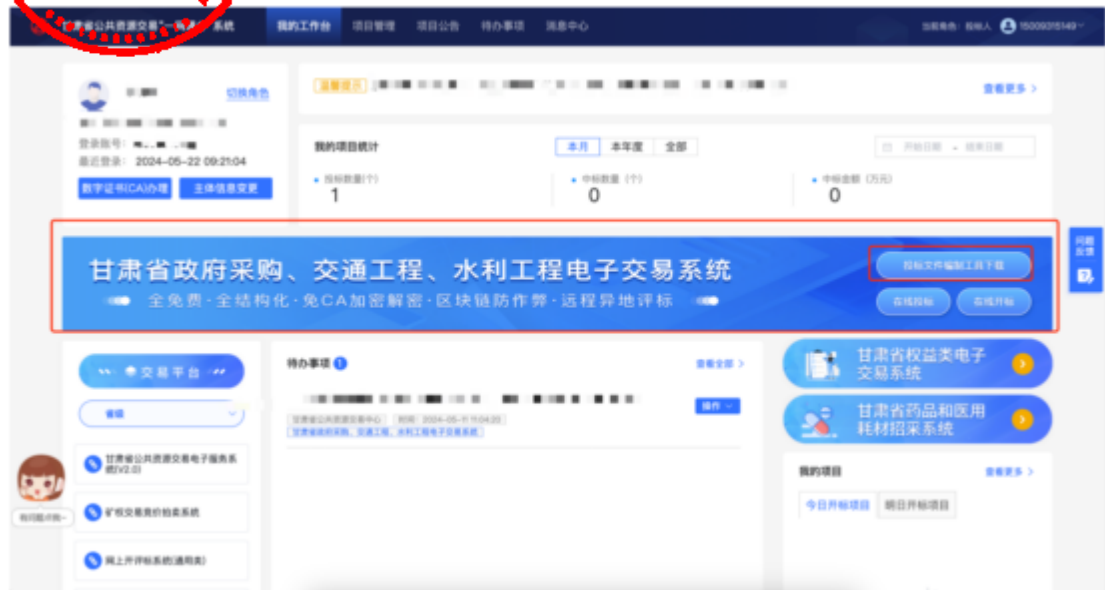 甘肃省公共资源交易"一 系统
我的工作台 项目管理 项目公告 待办事项 消息中心
当前角色：投标人 15009315149
切换角色
登录账号：
最近登录： 2024-05-22 09:21:04
数字证书(CA)办理 主体信息变更
温馨提示
查看更多 >
我的项目统计
本月 本年度 全部
开始日期 - 结束日期
投标数量(个)
1
中标数量 (个)
0
中标金额 (万元)
0
问题反馈
甘肃省政府采购、交通工程、水利工程电子交易系统
全免费·全结构化·免CA加密解密·区块链防作弊·远程异地评标
投标文件编制工具下载
在线投标 在线开标
交易平台
省级
甘肃省公共资源交易电子服务系
统(V2.0)
矿权交易竞价拍卖系统
网上开评标系统(通用类)
有问题点我~
待办事项 1
查看全部 >
操作
甘肃省公共资源交易中心 时间: 2024-05-11 11:04:20
甘肃省政府采购、交通工程、水利工程电子交易系统
甘肃省权益类电子
交易系统
甘肃省药品和医用
耗材招采系统
我的项目
查看更多 >
今日开标项目 明日开标项目